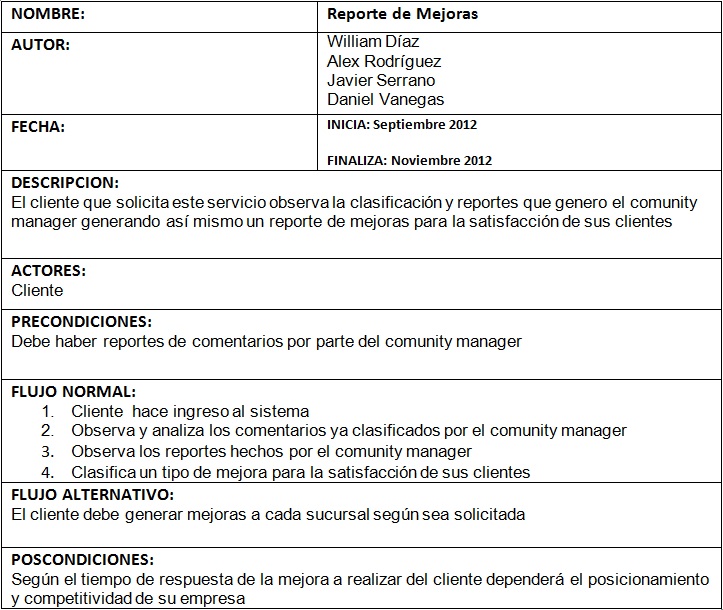 NOMBRE: Reporte de Mejoras
AUTOR: William Díaz
Alex Rodríguez
Javier Serrano
Daniel Vanegas
FECHA: INICIA: Septiembre 2012
FINALIZA: Noviembre 2012
DESCRIPCION:
El cliente que solicita este servicio observa la clasificación y reportes que genero el comunity
manager generando así mismo un reporte de mejoras para la satisfacción de sus clientes
ACTORES:
Cliente
PRECONDICIONES:
Debe haber reportes de comentarios por parte del comunity manager
FLUJO NORMAL:
1. Cliente hace ingreso al sistema
2. Observa y analiza los comentarios ya clasificados por el comunity manager
3. Observa los reportes hechos por el comunity manager
4. Clasifica un tipo de mejora para la satisfacción de sus clientes
FLUJO ALTERNATIVO:
El cliente debe generar mejoras a cada sucursal según sea solicitada
POSCONDICIONES:
Según el tiempo de respuesta de la mejora a realizar del cliente dependerá el posicionamiento
y competitividad de su empresa